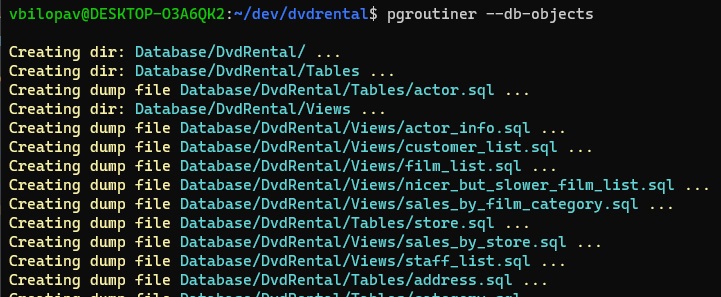 vbilopav@DESKTOP-O3A6QK2:~/dev/dvdrental$ pgroutiner --db-objects
Creating dir: Database/DvdRental/ ...
Creating dir: Database/DvdRental/Tables ...
Creating dump file Database/DvdRental/Tables/actor.sql ...
Creating dir: Database/DvdRental/Views ...
Creating dump file Database/DvdRental/Views/actor_info.sql ...
Creating dump file Database/DvdRental/Views/customer_list.sql ...
Creating dump file Database/DvdRental/Views/film_list.sql ...
Creating dump file Database/DvdRental/Views/nicer_but_slower_film_list.sql ...
Creating dump file Database/DvdRental/Views/sales_by_film_category.sql ...
Creating dump file Database/DvdRental/Tables/store.sql ...
Creating dump file Database/DvdRental/Views/sales_by_store.sql ...
Creating dump file Database/DvdRental/Views/staff_list.sql ...
Creating dump file Database/DvdRental/Tables/address.sql ...